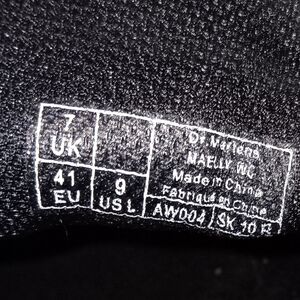 7
UK
41
EU
9
US L
Dr. Martens
MAELLY WC
Made in China
Fabriqué en Chine
AW004 / SK 10 F